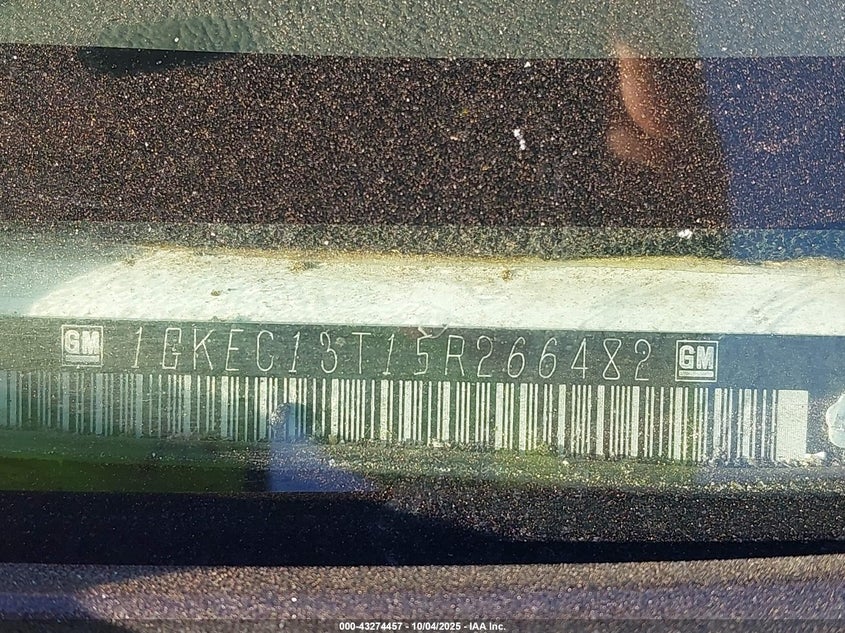 GM 1GKEC13T15R266482 GM
000-43274457 - 10/04/2025 - IAA Inc.